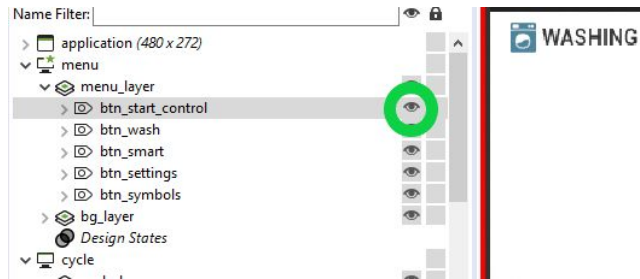 Name Filter:
application (480 x 272)
menu
menu_layer
btn_start_control
btn_wash
btn_smart
btn_settings
btn_symbols
bg_layer
Design States
cycle
WASHING